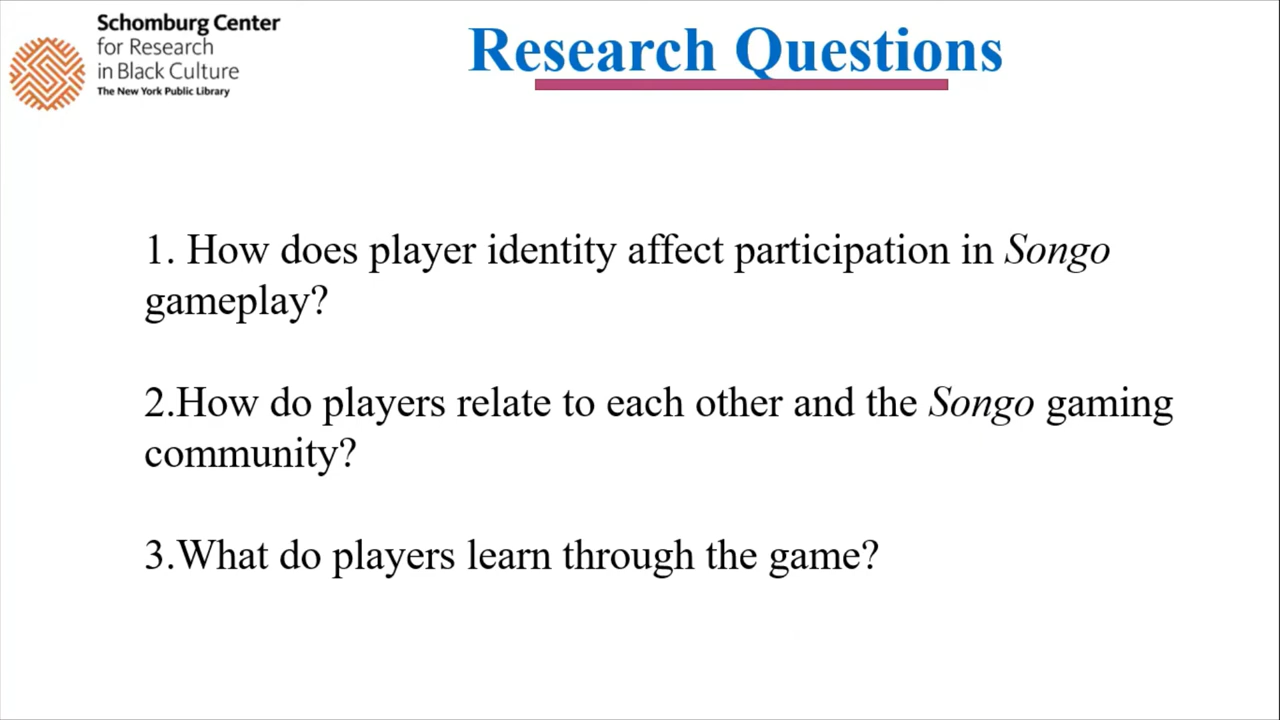 Schomburg Center
for Research
in Black Culture
The New York Public Library
Research Questions
1. How does player identity affect participation in Songo
gameplay?
2.How do players relate to each other and the Songo gaming
community?
3.What do players learn through the game?